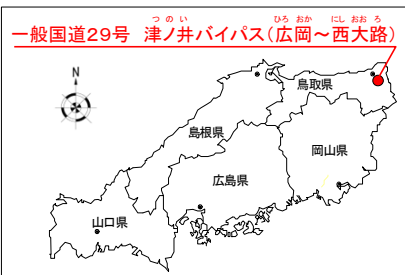 つのい ひろおか にしおおろ
一般国道29号 津ノ井バイパス(広岡～西大路)
N
鳥取県
島根県
岡山県
広島県
山口県